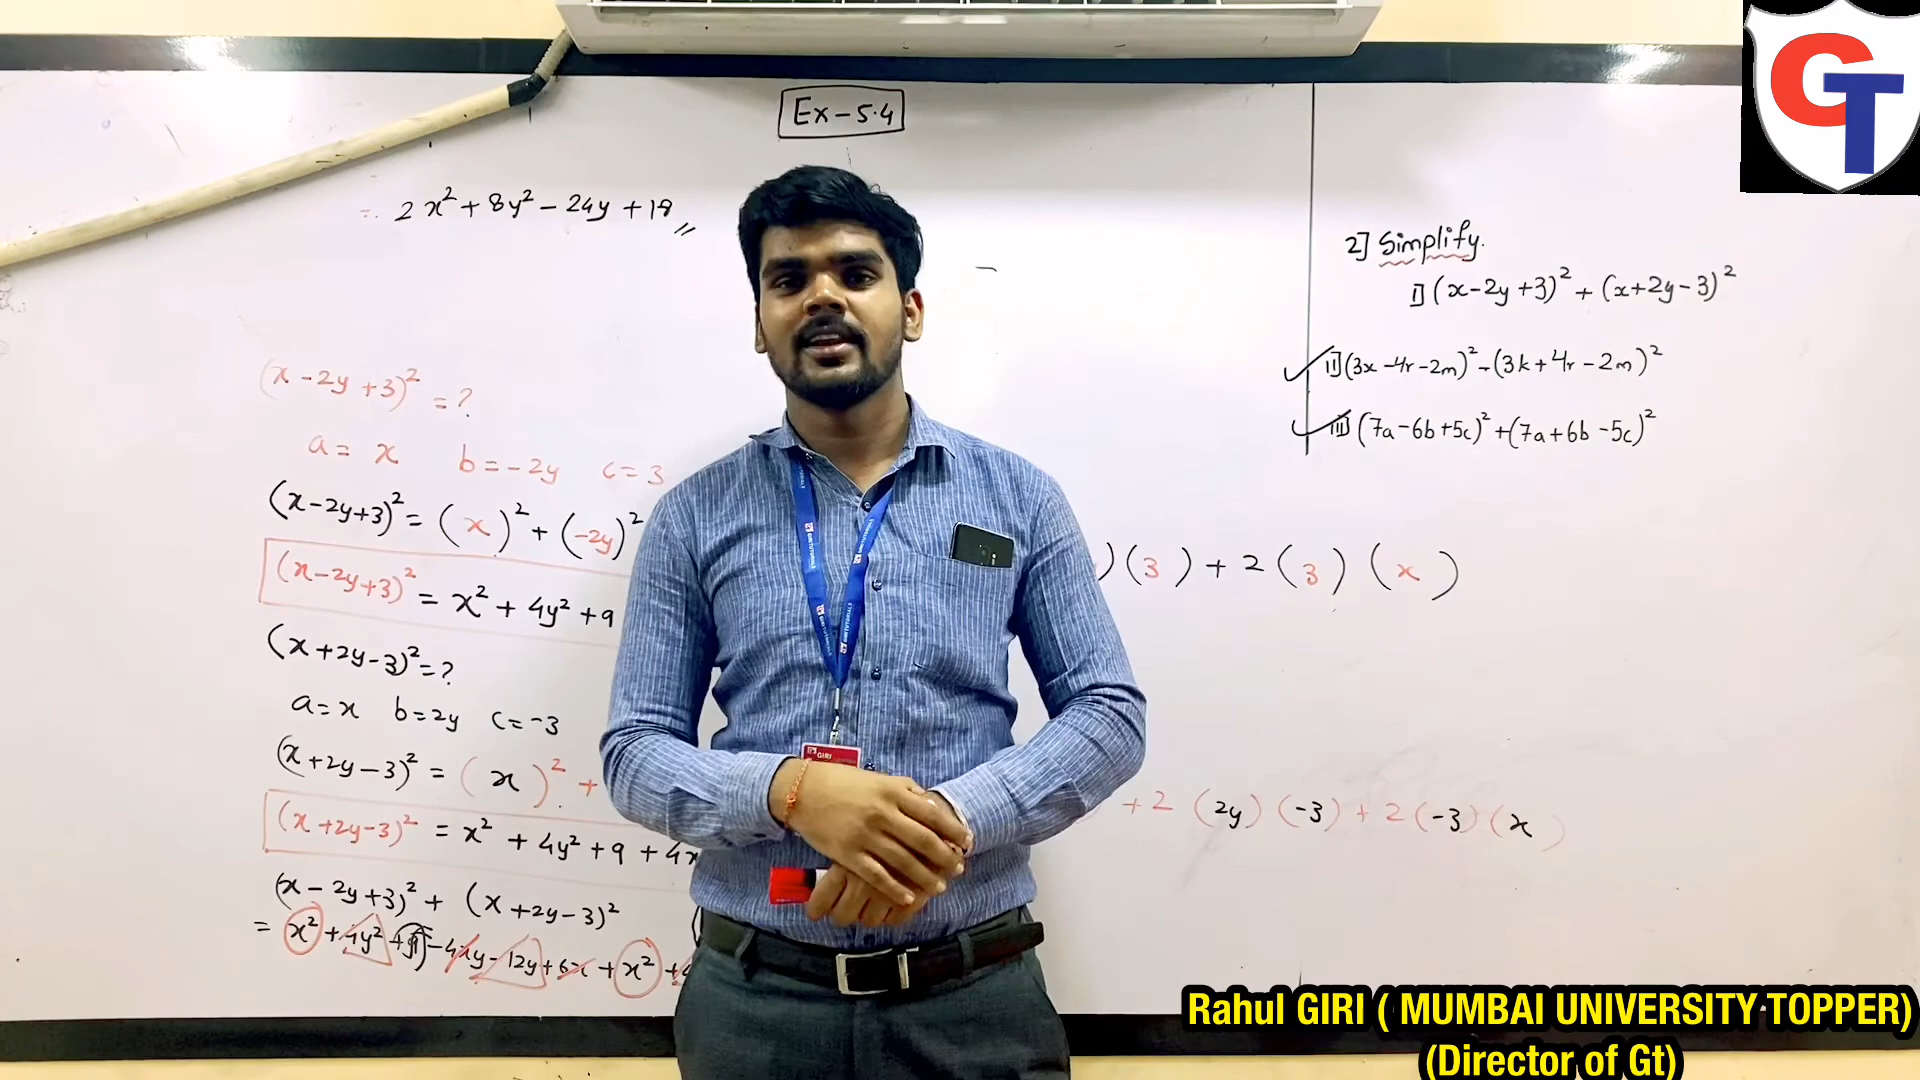 GT
Ex - 5.4
= 2x² + 8y² - 24y + 18 //
2] Simplify.
I] (x-2y+3)² + (x+2y-3)²
II] (3x-4r-2m)² - (3k+4r-2m)²
III] (7a-6b+5c)² + (7a+6b-5c)²
(x-2y+3)² = ?
a = x b = -2y c = 3
(x-2y+3)² = (x)² + (-2y)² )(3) + 2(3)(x)
(x-2y+3)² = x² + 4y² + 9
(x+2y-3)² = ?
a = x b = 2y c = -3
(x+2y-3)² = (x)² + + 2(2y)(-3) + 2(-3)(x)
(x+2y-3)² = x² + 4y² + 9 + 4x
(x-2y+3)² + (x+2y-3)²
= x² + 4y² + 9 - 4xy - 12y + 6x + x² + 4
GIRI
Rahul GIRI ( MUMBAI UNIVERSITY TOPPER)
(Director of Gt)